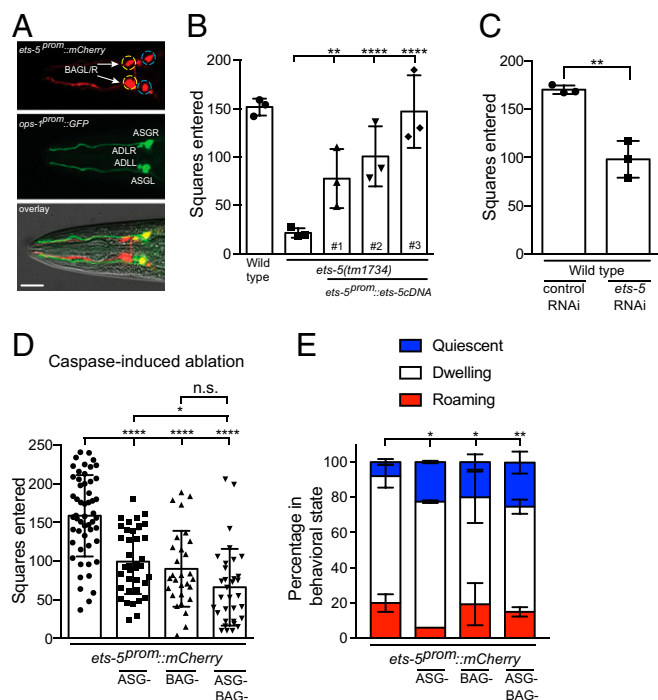 A
ets-5prom::mCherry
BAGL/R
ops-1prom::GFP
ASGR
ADLR
ADLL
ASGL
overlay
B
** **** ****
Squares entered
200
150
100
50
0
#1 #2 #3
Wild type
ets-5(tm1734)
ets-5prom::ets-5cDNA
C
**
Squares entered
200
150
100
50
0
Wild type
control RNAi
ets-5 RNAi
D
Caspase-induced ablation
n.s.
*
**** **** ****
Squares entered
250
200
150
100
50
0
ets-5prom::mCherry
ASG- BAG- ASG-
BAG-
E
Quiescent
Dwelling
Roaming
* * **
Percentage in
behavioral state
100
80
60
40
20
0
ets-5prom::mCherry
ASG- BAG- ASG-
BAG-